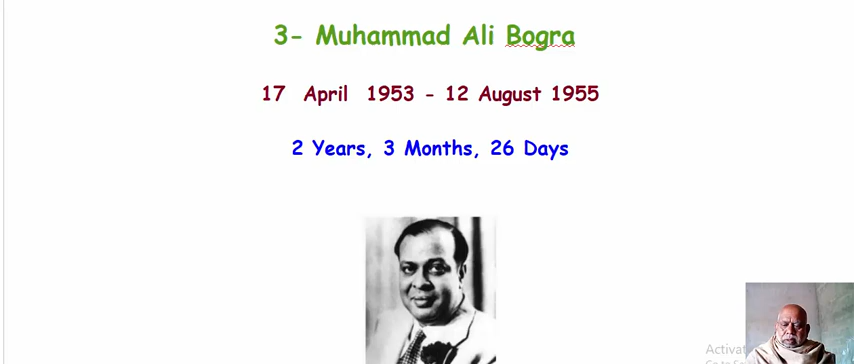 3- Muhammad Ali Bogra
17 April 1953 - 12 August 1955
2 Years, 3 Months, 26 Days